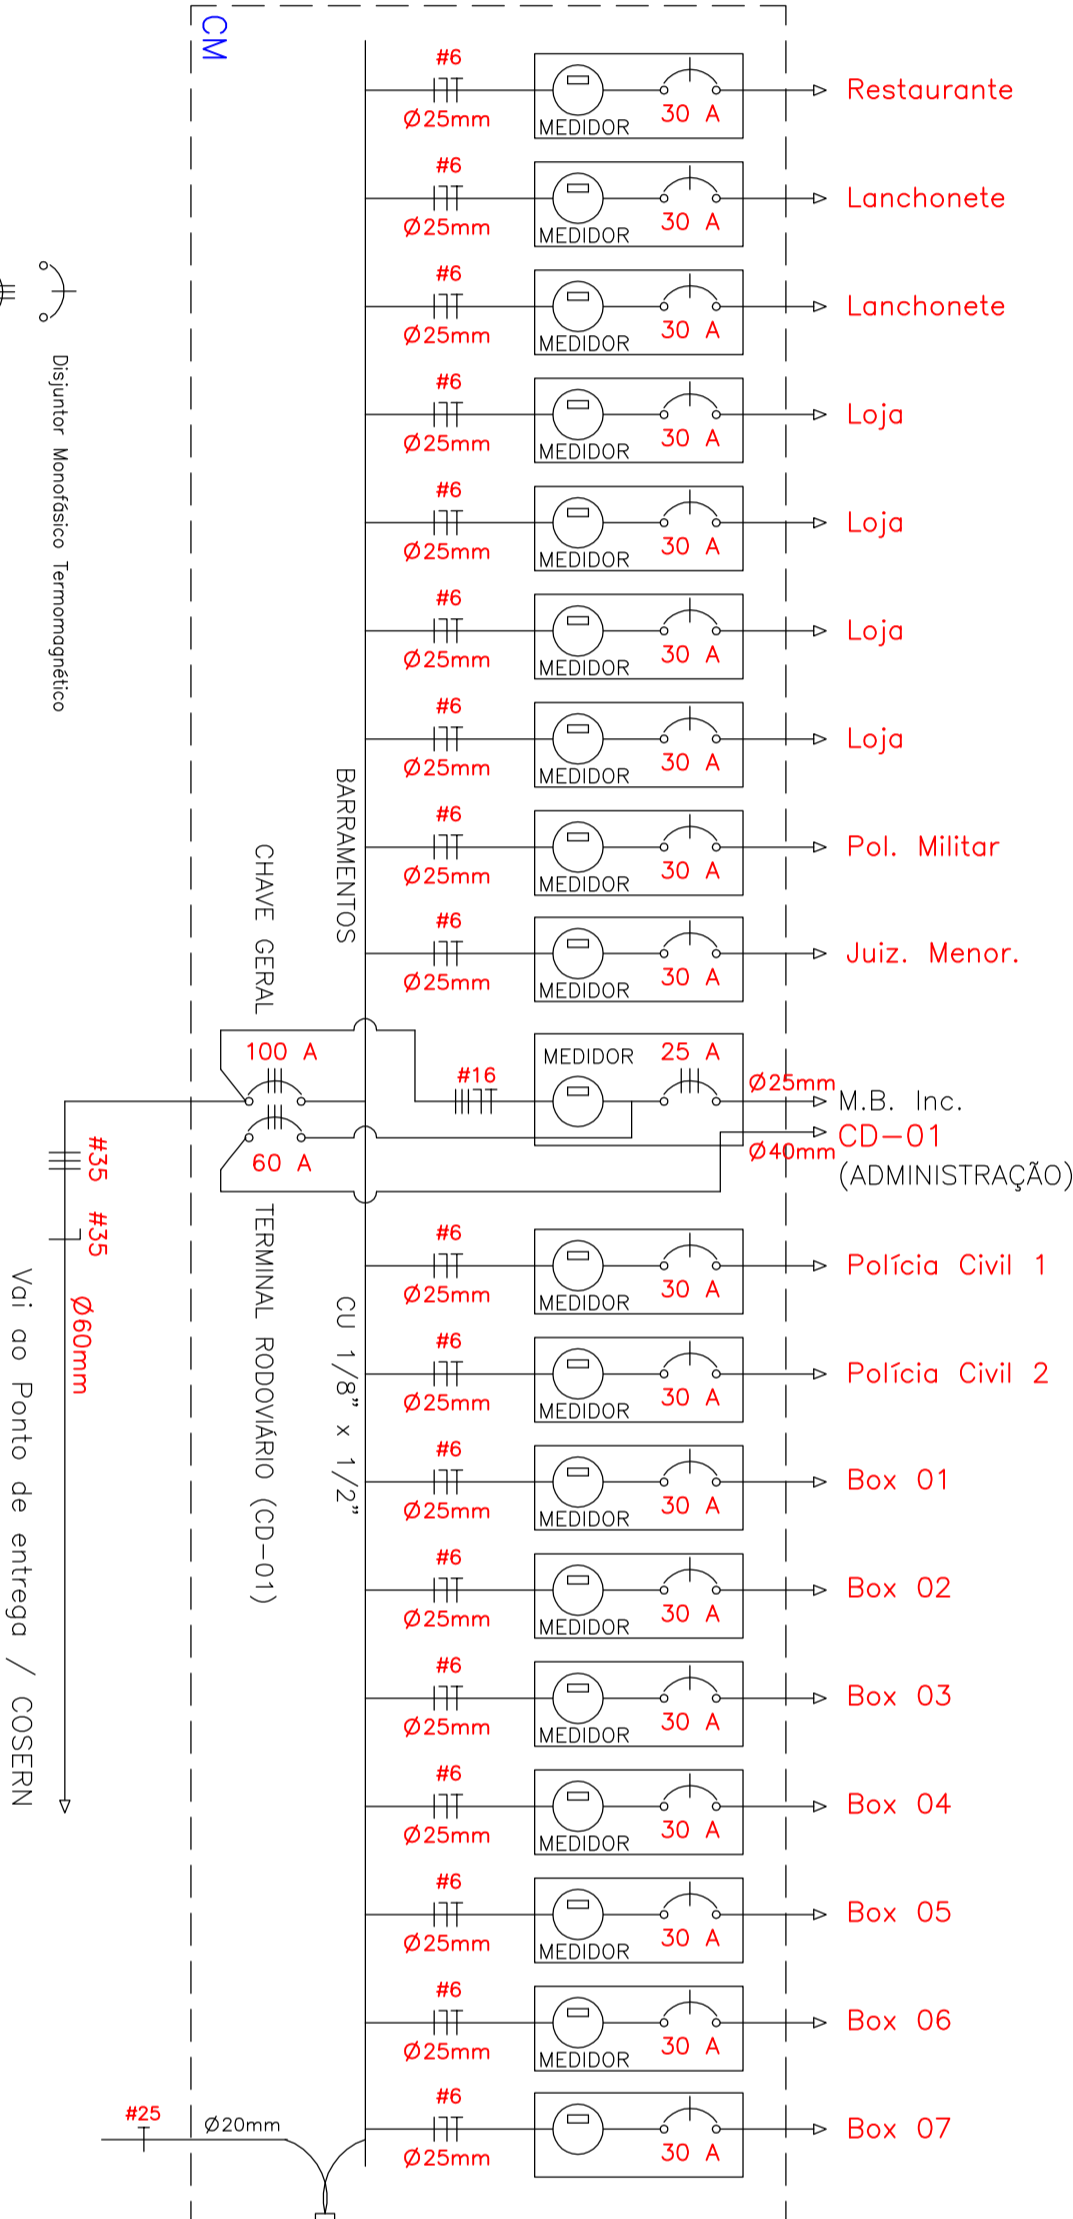 CM
#6
Ø25mm
MEDIDOR
30 A
Restaurante
#6
Ø25mm
MEDIDOR
30 A
Lanchonete
#6
Ø25mm
MEDIDOR
30 A
Lanchonete
#6
Ø25mm
MEDIDOR
30 A
Loja
#6
Ø25mm
MEDIDOR
30 A
Loja
#6
Ø25mm
MEDIDOR
30 A
Loja
#6
Ø25mm
MEDIDOR
30 A
Loja
#6
Ø25mm
MEDIDOR
30 A
Pol. Militar
#6
Ø25mm
MEDIDOR
30 A
Juiz. Menor.
Disjuntor Monofásico Termomagnético
BARRAMENTOS
CU 1/8" x 1/2"
CHAVE GERAL
100 A
60 A
TERMINAL RODOVIÁRIO (CD-01)
#16
MEDIDOR
25 A
Ø25mm
M.B. Inc.
Ø40mm
CD-01
(ADMINISTRAÇÃO)
#35
#35
Ø60mm
Vai ao Ponto de entrega / COSERN
#6
Ø25mm
MEDIDOR
30 A
Polícia Civil 1
#6
Ø25mm
MEDIDOR
30 A
Polícia Civil 2
#6
Ø25mm
MEDIDOR
30 A
Box 01
#6
Ø25mm
MEDIDOR
30 A
Box 02
#6
Ø25mm
MEDIDOR
30 A
Box 03
#6
Ø25mm
MEDIDOR
30 A
Box 04
#6
Ø25mm
MEDIDOR
30 A
Box 05
#6
Ø25mm
MEDIDOR
30 A
Box 06
#6
Ø25mm
30 A
Box 07
#25
Ø20mm